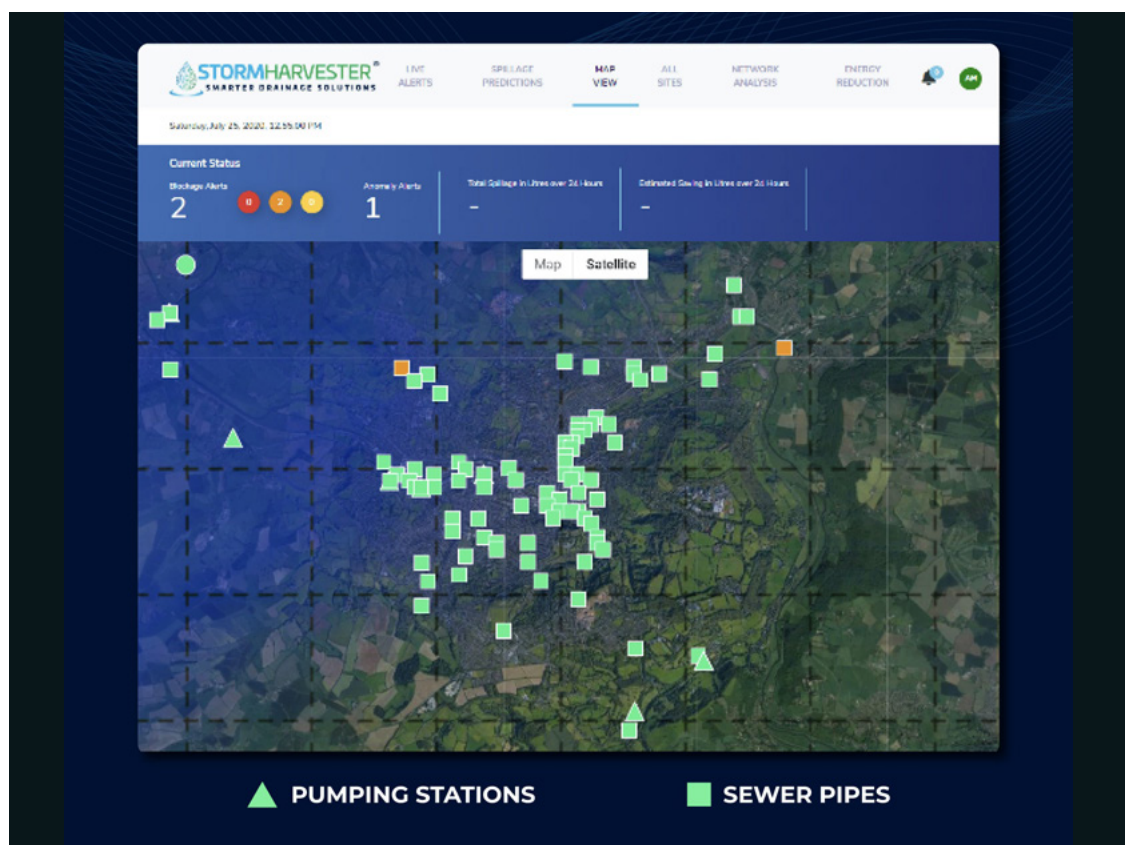 STORMHARVESTER®
SMARTER DRAINAGE SOLUTIONS
LIVE
ALERTS
SPILLAGE
PREDICTIONS
MAP
VIEW
ALL
SITES
NETWORK
ANALYSIS
ENERGY
REDUCTION
AM
Saturday, July 25, 2020, 12:55:00 PM
Current Status
Blockage Alerts
2
0
2
0
Anomaly Alerts
1
Total Spillage in Litres over 24 Hours
-
Estimated Saving in Litres over 24 Hours
-
Map
Satellite
PUMPING STATIONS
SEWER PIPES